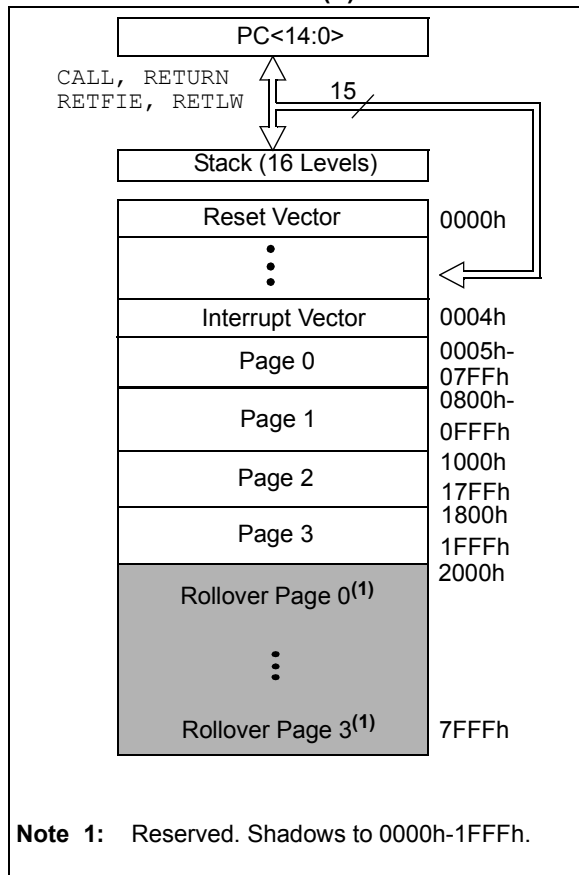 PC<14:0>
CALL, RETURN
RETFIE, RETLW
15
Stack (16 Levels)
Reset Vector
0000h
Interrupt Vector
0004h
Page 0
0005h-
07FFh
Page 1
0800h-
0FFFh
Page 2
1000h
17FFh
Page 3
1800h
1FFFh
2000h
Rollover Page 0(1)
Rollover Page 3(1)
7FFFh
Note 1: Reserved. Shadows to 0000h-1FFFh.